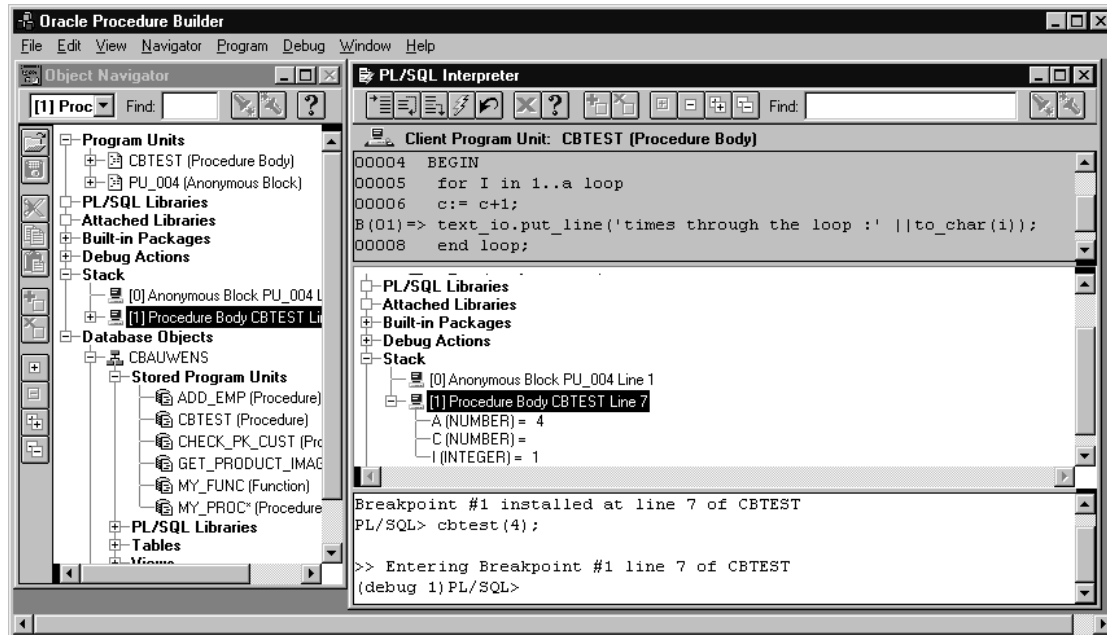 Oracle Procedure Builder
File Edit View Navigator Program Debug Window Help
Object Navigator
[1] Proc Find:
Program Units
CBTEST (Procedure Body)
PU_004 (Anonymous Block)
PL/SQL Libraries
Attached Libraries
Built-in Packages
Debug Actions
Stack
[0] Anonymous Block PU_004 L
[1] Procedure Body CBTEST Li
Database Objects
CBAUWENS
Stored Program Units
ADD_EMP (Procedure)
CBTEST (Procedure)
CHECK_PK_CUST (Pro
GET_PRODUCT_IMAG
MY_FUNC (Function)
MY_PROC* (Procedure
PL/SQL Libraries
Tables
Views
PL/SQL Interpreter
Find:
Client Program Unit: CBTEST (Procedure Body)
00004 BEGIN
00005 for I in 1..a loop
00006 c:= c+1;
B(01)=> text_io.put_line('times through the loop :' ||to_char(i));
00008 end loop;
PL/SQL Libraries
Attached Libraries
Built-in Packages
Debug Actions
Stack
[0] Anonymous Block PU_004 Line 1
[1] Procedure Body CBTEST Line 7
A (NUMBER) = 4
C (NUMBER) =
I (INTEGER) = 1
Breakpoint #1 installed at line 7 of CBTEST
PL/SQL> cbtest(4);
>> Entering Breakpoint #1 line 7 of CBTEST
(debug 1)PL/SQL>